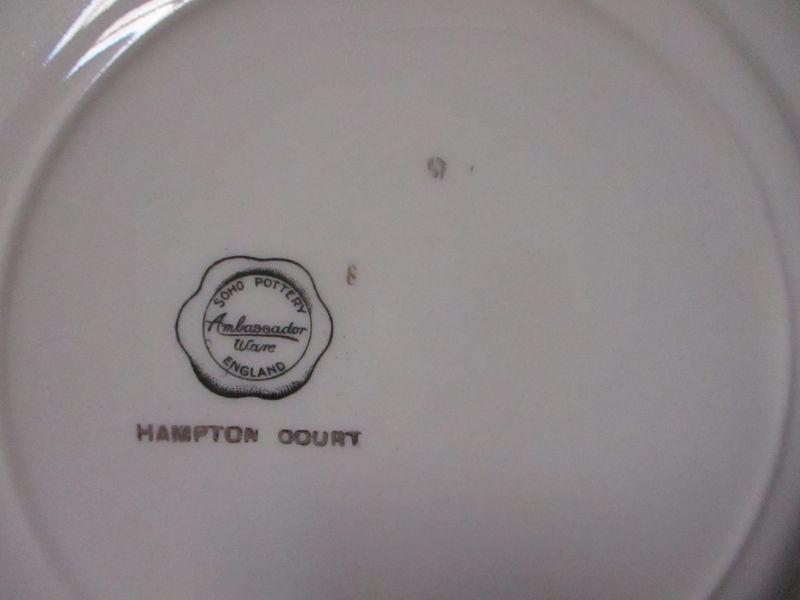 SOHO POTTERY
Ambassador
Ware
ENGLAND
HAMPTON COURT